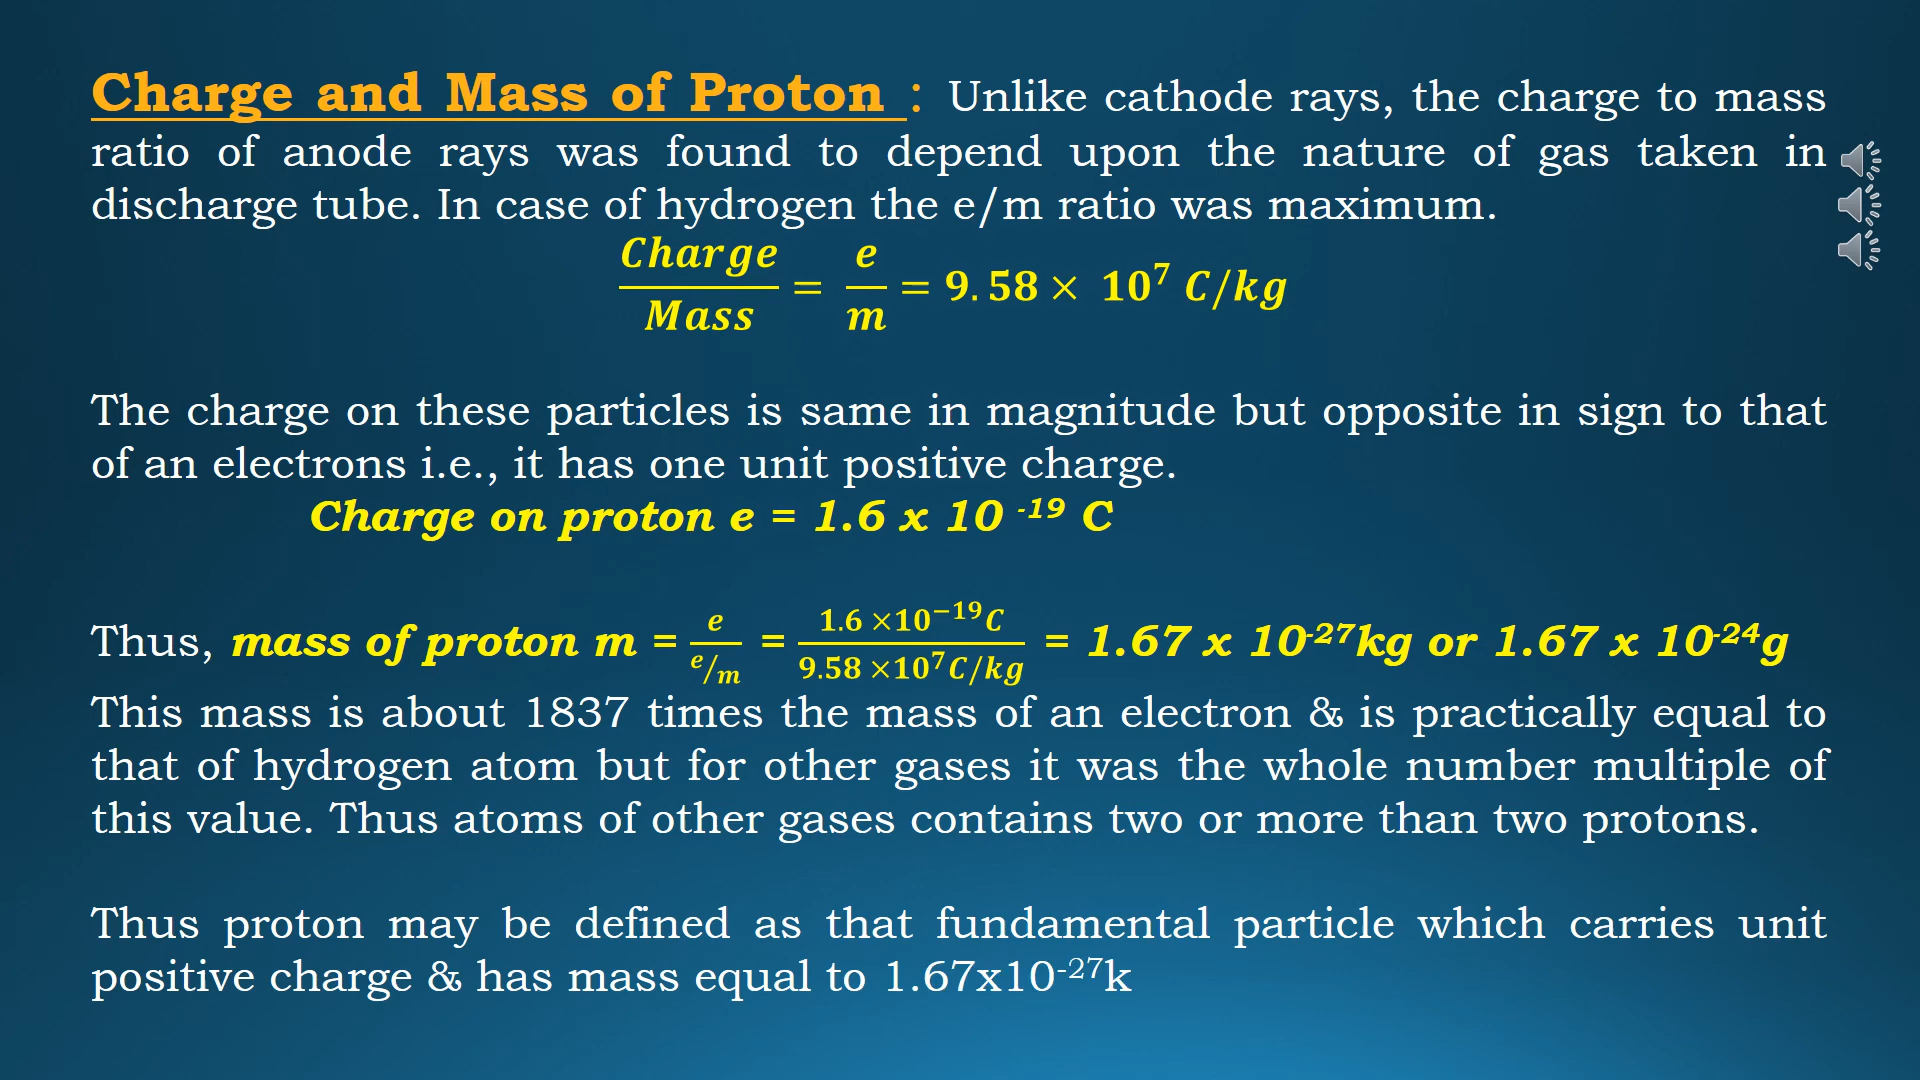 Charge and Mass of Proton : Unlike cathode rays, the charge to mass
ratio of anode rays was found to depend upon the nature of gas taken in
discharge tube. In case of hydrogen the e/m ratio was maximum.
Charge/Mass = e/m = 9.58 × 10⁷ C/kg
The charge on these particles is same in magnitude but opposite in sign to that
of an electrons i.e., it has one unit positive charge.
Charge on proton e = 1.6 x 10 ⁻¹⁹ C
Thus, mass of proton m = e/(e/m) = (1.6 ×10⁻¹⁹C)/(9.58 ×10⁷C/kg) = 1.67 x 10⁻²⁷kg or 1.67 x 10⁻²⁴g
This mass is about 1837 times the mass of an electron & is practically equal to
that of hydrogen atom but for other gases it was the whole number multiple of
this value. Thus atoms of other gases contains two or more than two protons.
Thus proton may be defined as that fundamental particle which carries unit
positive charge & has mass equal to 1.67x10⁻²⁷k